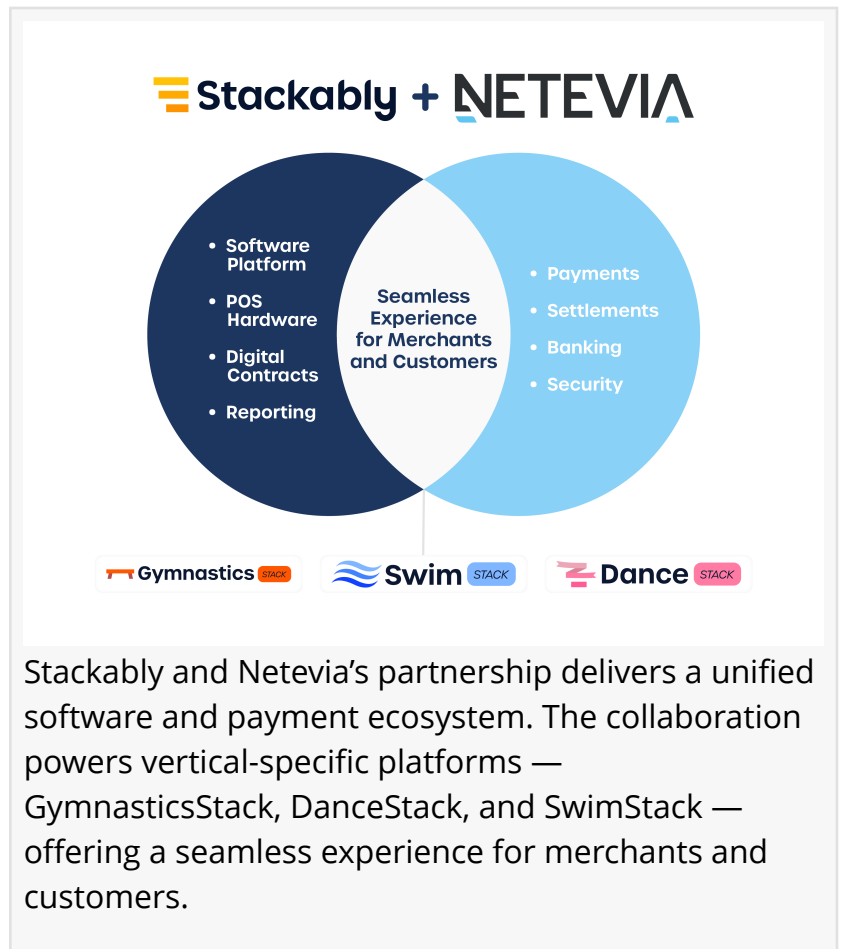 Stackably + NETEVIA
• Software
Platform
• POS
Hardware
• Digital
Contracts
• Reporting
Seamless
Experience
for Merchants
and Customers
• Payments
• Settlements
• Banking
• Security
Gymnastics STACK
Swim STACK
Dance STACK
Stackably and Netevia’s partnership delivers a unified
software and payment ecosystem. The collaboration
powers vertical-specific platforms —
GymnasticsStack, DanceStack, and SwimStack —
offering a seamless experience for merchants and
customers.